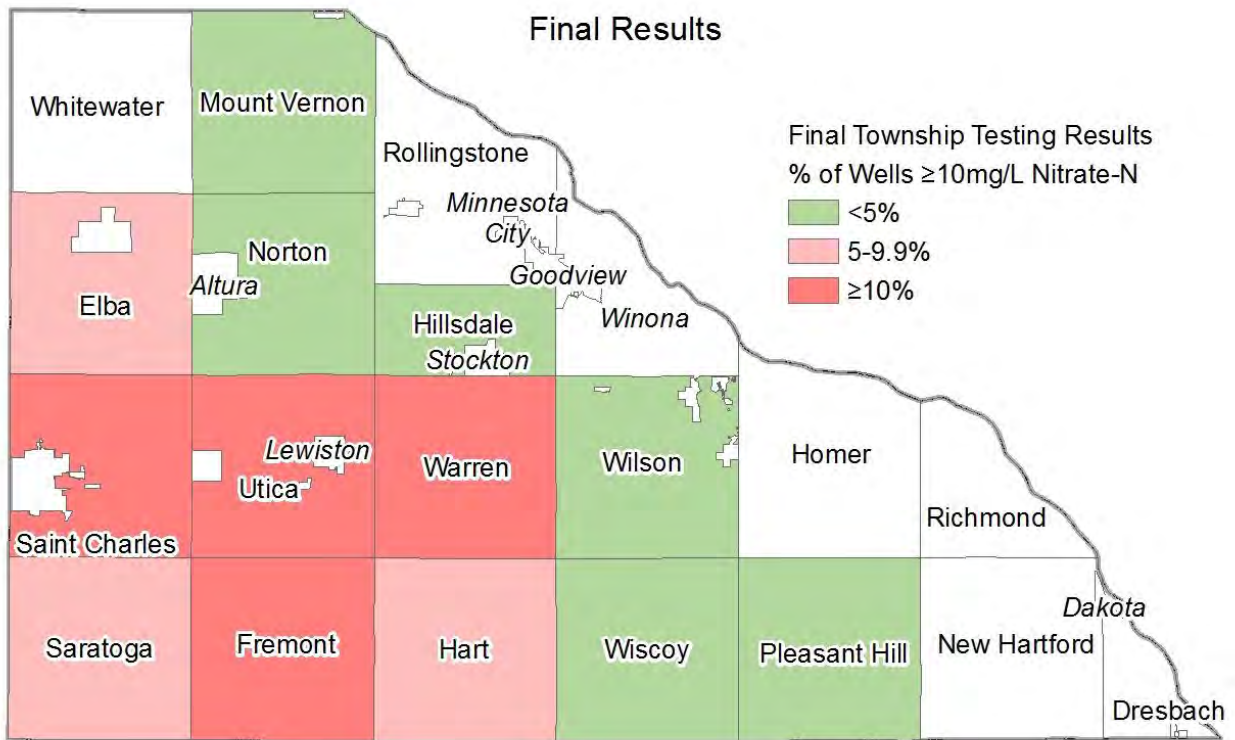 Final Results
Whitewater
Mount Vernon
Rollingstone
Final Township Testing Results
% of Wells ≥10mg/L Nitrate-N
<5%
5-9.9%
≥10%
Minnesota
City
Norton
Altura
Elba
Goodview
Winona
Hillsdale
Stockton
Lewiston
Utica
Warren
Wilson
Homer
Saint Charles
Richmond
Saratoga
Fremont
Hart
Wiscoy
Pleasant Hill
New Hartford
Dakota
Dresbach